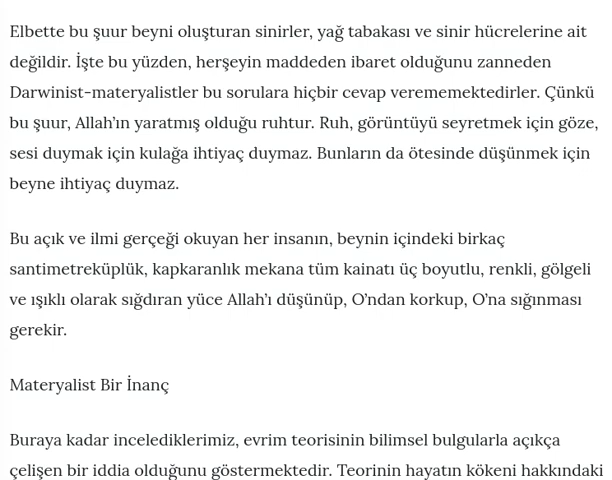 Elbette bu şuur beyni oluşturan sinirler, yağ tabakası ve sinir hücrelerine ait
değildir. İşte bu yüzden, herşeyin maddeden ibaret olduğunu zanneden
Darwinist-materyalistler bu sorulara hiçbir cevap verememektedirler. Çünkü
bu şuur, Allah’ın yaratmış olduğu ruhtur. Ruh, görüntüyü seyretmek için göze,
sesi duymak için kulağa ihtiyaç duymaz. Bunların da ötesinde düşünmek için
beyne ihtiyaç duymaz.
Bu açık ve ilmi gerçeği okuyan her insanın, beynin içindeki birkaç
santimetreküplük, kapkaranlık mekana tüm kainatı üç boyutlu, renkli, gölgeli
ve ışıklı olarak sığdıran yüce Allah’ı düşünüp, O’ndan korkup, O’na sığınması
gerekir.
Materyalist Bir İnanç
Buraya kadar incelediklerimiz, evrim teorisinin bilimsel bulgularla açıkça
çelişen bir iddia olduğunu göstermektedir. Teorinin hayatın kökeni hakkındaki